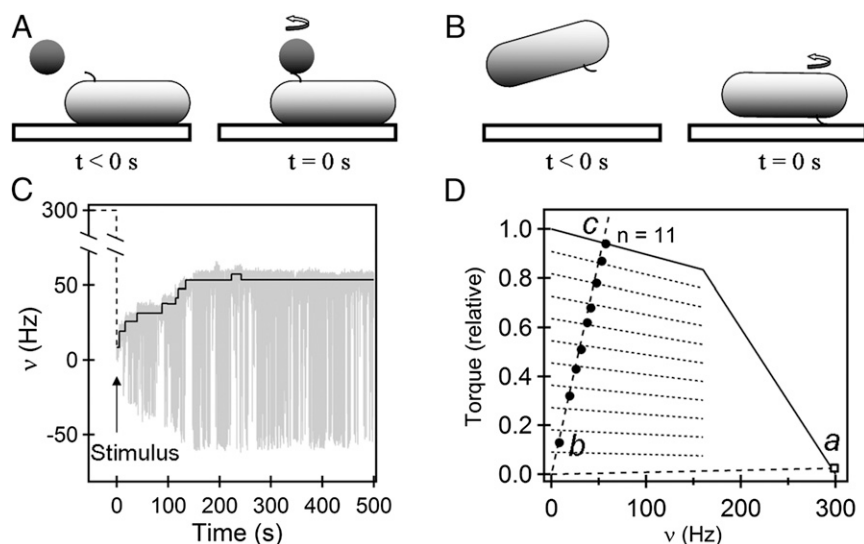 A
B
t < 0 s
t = 0 s
t < 0 s
t = 0 s
C
300
50
0
-50
ν (Hz)
Stimulus
0 100 200 300 400 500
Time (s)
D
1.0
0.8
0.6
0.4
0.2
0.0
Torque (relative)
c
n = 11
b
a
0 100 200 300
ν (Hz)